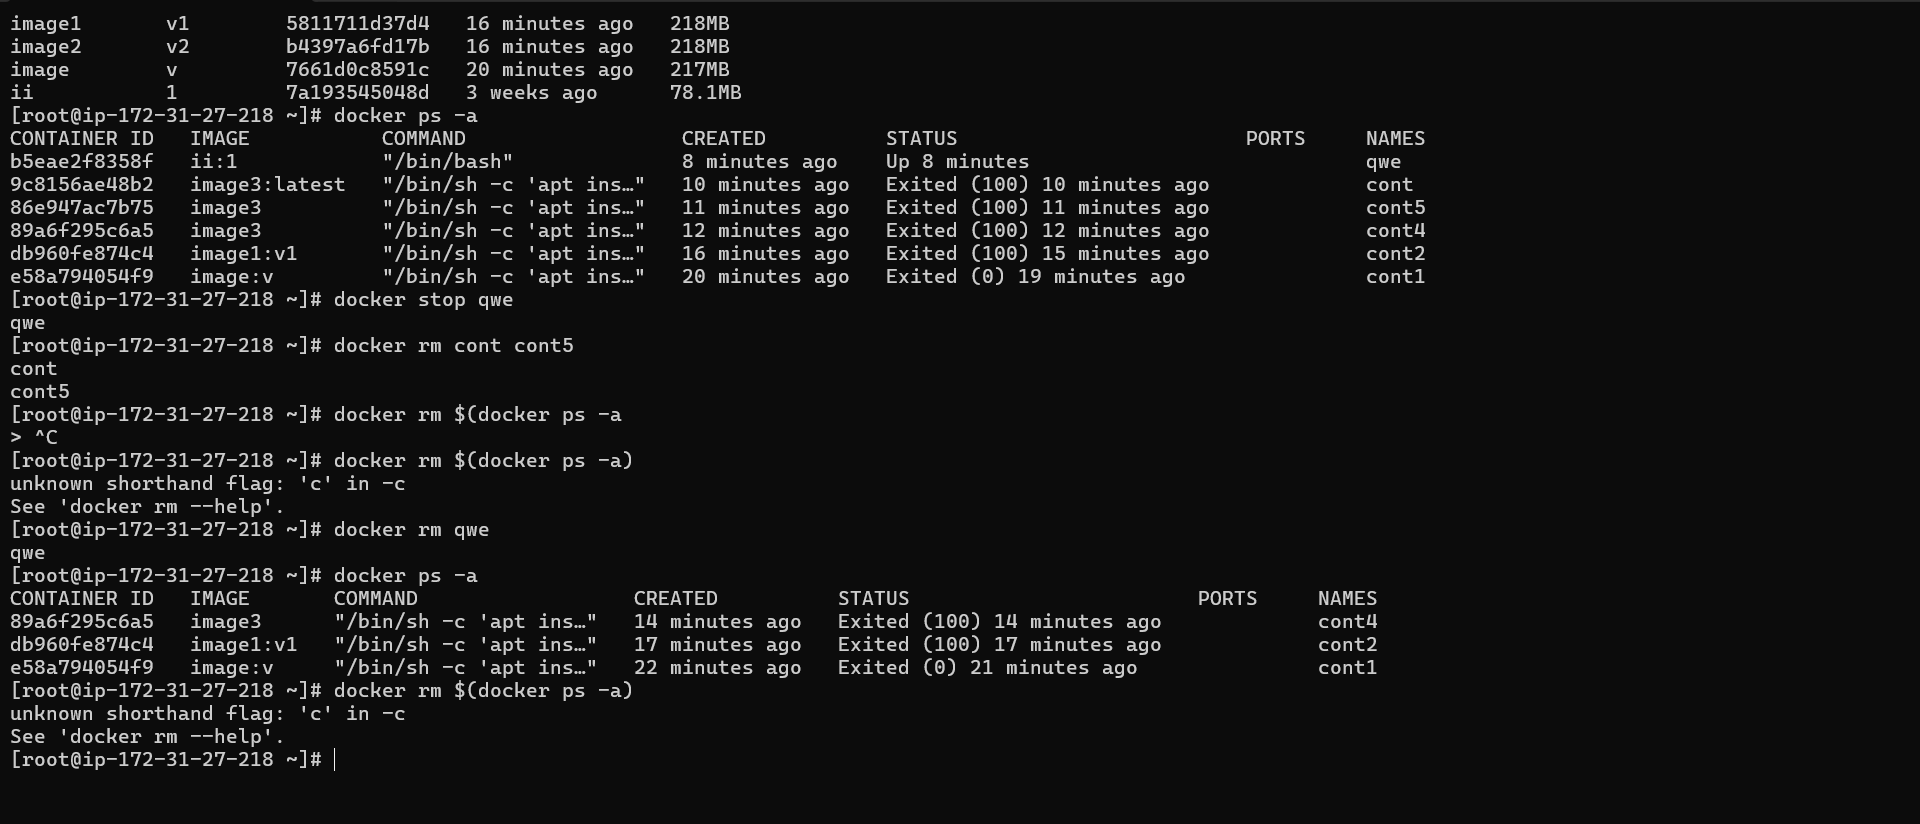 image1       v1        5811711d37d4   16 minutes ago   218MB
image2       v2        b4397a6fd17b   16 minutes ago   218MB
image        v         7661d0c8591c   20 minutes ago   217MB
ii           1         7a193545048d   3 weeks ago      78.1MB
[root@ip-172-31-27-218 ~]# docker ps -a
CONTAINER ID   IMAGE           COMMAND                  CREATED          STATUS                        PORTS     NAMES
b5eae2f8358f   ii:1            "/bin/bash"              8 minutes ago    Up 8 minutes                            qwe
9c8156ae48b2   image3:latest   "/bin/sh -c 'apt ins…"   10 minutes ago   Exited (100) 10 minutes ago             cont
86e947ac7b75   image3          "/bin/sh -c 'apt ins…"   11 minutes ago   Exited (100) 11 minutes ago             cont5
89a6f295c6a5   image3          "/bin/sh -c 'apt ins…"   12 minutes ago   Exited (100) 12 minutes ago             cont4
db960fe874c4   image1:v1       "/bin/sh -c 'apt ins…"   16 minutes ago   Exited (100) 15 minutes ago             cont2
e58a794054f9   image:v         "/bin/sh -c 'apt ins…"   20 minutes ago   Exited (0) 19 minutes ago               cont1
[root@ip-172-31-27-218 ~]# docker stop qwe
qwe
[root@ip-172-31-27-218 ~]# docker rm cont cont5
cont
cont5
[root@ip-172-31-27-218 ~]# docker rm $(docker ps -a
> ^C
[root@ip-172-31-27-218 ~]# docker rm $(docker ps -a)
unknown shorthand flag: 'c' in -c
See 'docker rm --help'.
[root@ip-172-31-27-218 ~]# docker rm qwe
qwe
[root@ip-172-31-27-218 ~]# docker ps -a
CONTAINER ID   IMAGE       COMMAND                  CREATED          STATUS                        PORTS     NAMES
89a6f295c6a5   image3      "/bin/sh -c 'apt ins…"   14 minutes ago   Exited (100) 14 minutes ago             cont4
db960fe874c4   image1:v1   "/bin/sh -c 'apt ins…"   17 minutes ago   Exited (100) 17 minutes ago             cont2
e58a794054f9   image:v     "/bin/sh -c 'apt ins…"   22 minutes ago   Exited (0) 21 minutes ago               cont1
[root@ip-172-31-27-218 ~]# docker rm $(docker ps -a)
unknown shorthand flag: 'c' in -c
See 'docker rm --help'.
[root@ip-172-31-27-218 ~]#